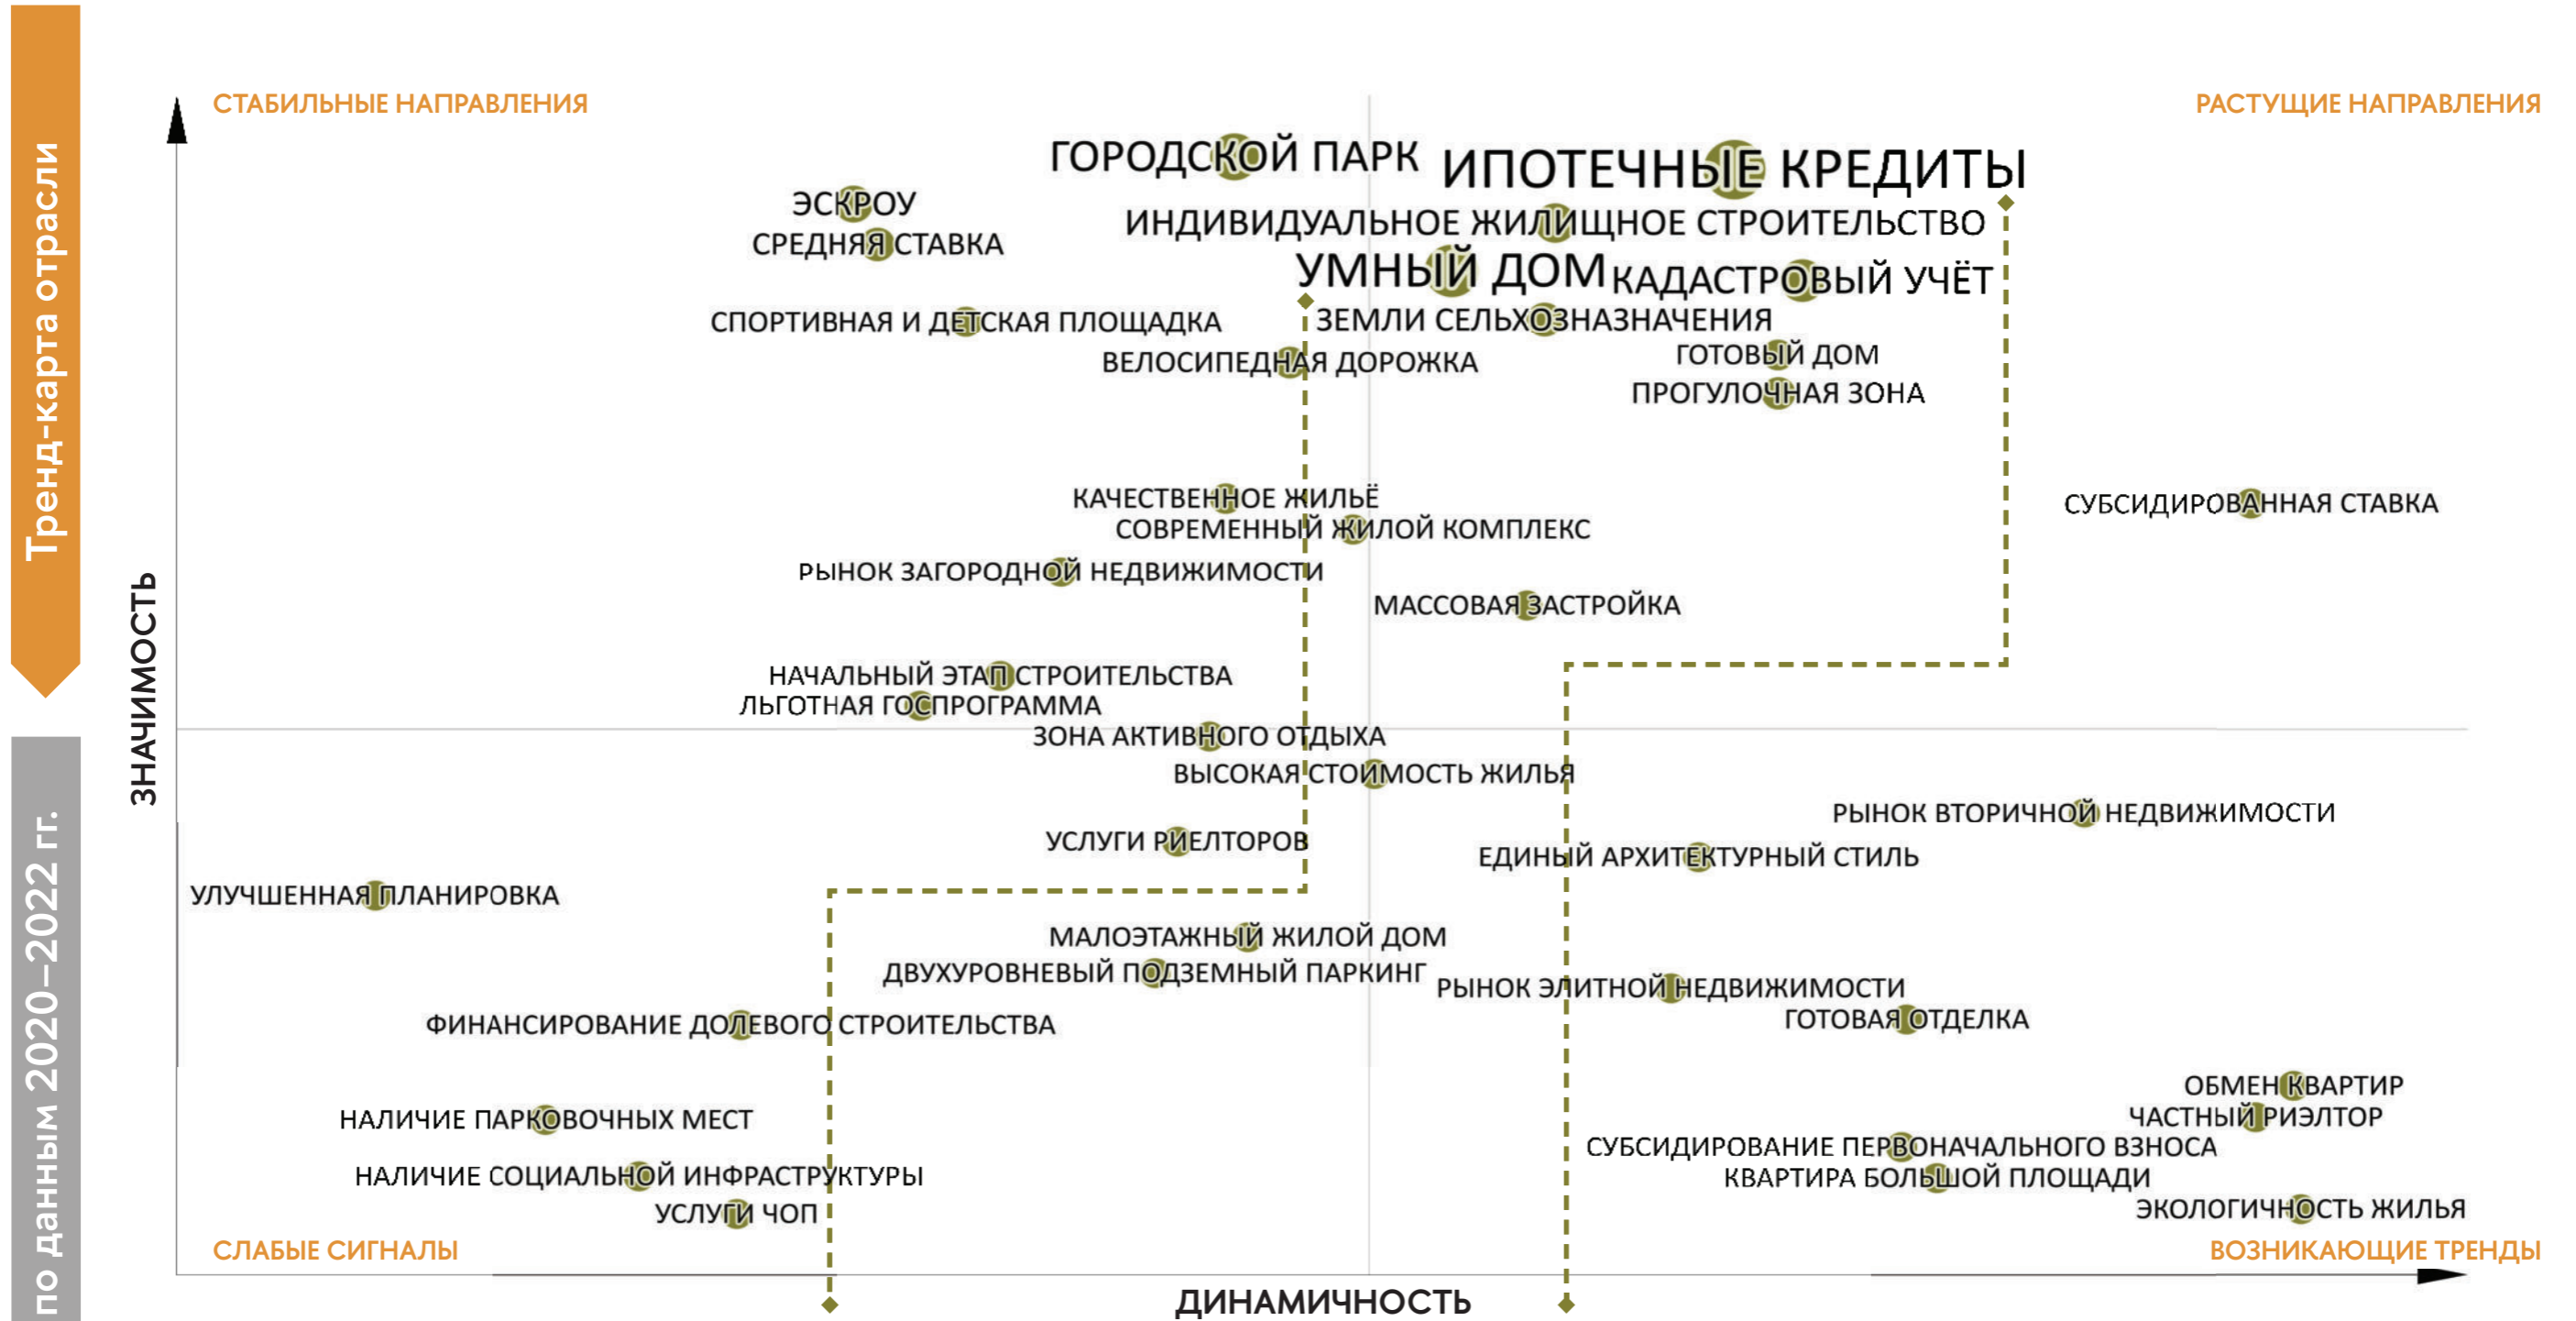 Тренд-карта отрасли
по данным 2020–2022 гг.
СТАБИЛЬНЫЕ НАПРАВЛЕНИЯ
РАСТУЩИЕ НАПРАВЛЕНИЯ
ГОРОДСКОЙ ПАРК
ИПОТЕЧНЫЕ КРЕДИТЫ
ЭСКРОУ
ИНДИВИДУАЛЬНОЕ ЖИЛИЩНОЕ СТРОИТЕЛЬСТВО
СРЕДНЯЯ СТАВКА
УМНЫЙ ДОМ
КАДАСТРОВЫЙ УЧЁТ
СПОРТИВНАЯ И ДЕТСКАЯ ПЛОЩАДКА
ЗЕМЛИ СЕЛЬХОЗНАЗНАЧЕНИЯ
ВЕЛОСИПЕДНАЯ ДОРОЖКА
ГОТОВЫЙ ДОМ
ПРОГУЛОЧНАЯ ЗОНА
КАЧЕСТВЕННОЕ ЖИЛЬЁ
СУБСИДИРОВАННАЯ СТАВКА
СОВРЕМЕННЫЙ ЖИЛОЙ КОМПЛЕКС
РЫНОК ЗАГОРОДНОЙ НЕДВИЖИМОСТИ
МАССОВАЯ ЗАСТРОЙКА
НАЧАЛЬНЫЙ ЭТАП СТРОИТЕЛЬСТВА
ЛЬГОТНАЯ ГОСПРОГРАММА
ЗНАЧИМОСТЬ
ЗОНА АКТИВНОГО ОТДЫХА
ВЫСОКАЯ СТОИМОСТЬ ЖИЛЬЯ
РЫНОК ВТОРИЧНОЙ НЕДВИЖИМОСТИ
УСЛУГИ РИЕЛТОРОВ
ЕДИНЫЙ АРХИТЕКТУРНЫЙ СТИЛЬ
УЛУЧШЕННАЯ ПЛАНИРОВКА
МАЛОЭТАЖНЫЙ ЖИЛОЙ ДОМ
ДВУХУРОВНЕВЫЙ ПОДЗЕМНЫЙ ПАРКИНГ
РЫНОК ЭЛИТНОЙ НЕДВИЖИМОСТИ
ФИНАНСИРОВАНИЕ ДОЛЕВОГО СТРОИТЕЛЬСТВА
ГОТОВАЯ ОТДЕЛКА
ОБМЕН КВАРТИР
НАЛИЧИЕ ПАРКОВОЧНЫХ МЕСТ
ЧАСТНЫЙ РИЭЛТОР
СУБСИДИРОВАНИЕ ПЕРВОНАЧАЛЬНОГО ВЗНОСА
НАЛИЧИЕ СОЦИАЛЬНОЙ ИНФРАСТРУКТУРЫ
КВАРТИРА БОЛЬШОЙ ПЛОЩАДИ
УСЛУГИ ЧОП
ЭКОЛОГИЧНОСТЬ ЖИЛЬЯ
СЛАБЫЕ СИГНАЛЫ
ВОЗНИКАЮЩИЕ ТРЕНДЫ
ДИНАМИЧНОСТЬ